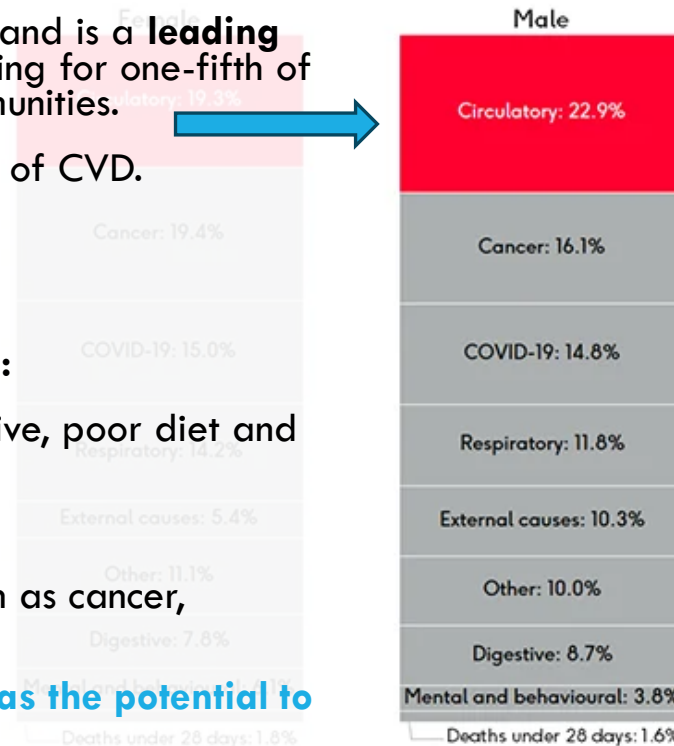 and is a leading
ing for one-fifth of
munities.
of CVD.
:
ive, poor diet and
n as cancer,
as the potential to
Female
Circulatory: 19.3%
Cancer: 19.4%
COVID-19: 15.0%
Respiratory: 14.2%
External causes: 5.4%
Other: 11.1%
Digestive: 7.8%
Mental and behavioural:
Deaths under 28 days: 1.8%
Male
Circulatory: 22.9%
Cancer: 16.1%
COVID-19: 14.8%
Respiratory: 11.8%
External causes: 10.3%
Other: 10.0%
Digestive: 8.7%
Mental and behavioural: 3.8%
Deaths under 28 days: 1.6%